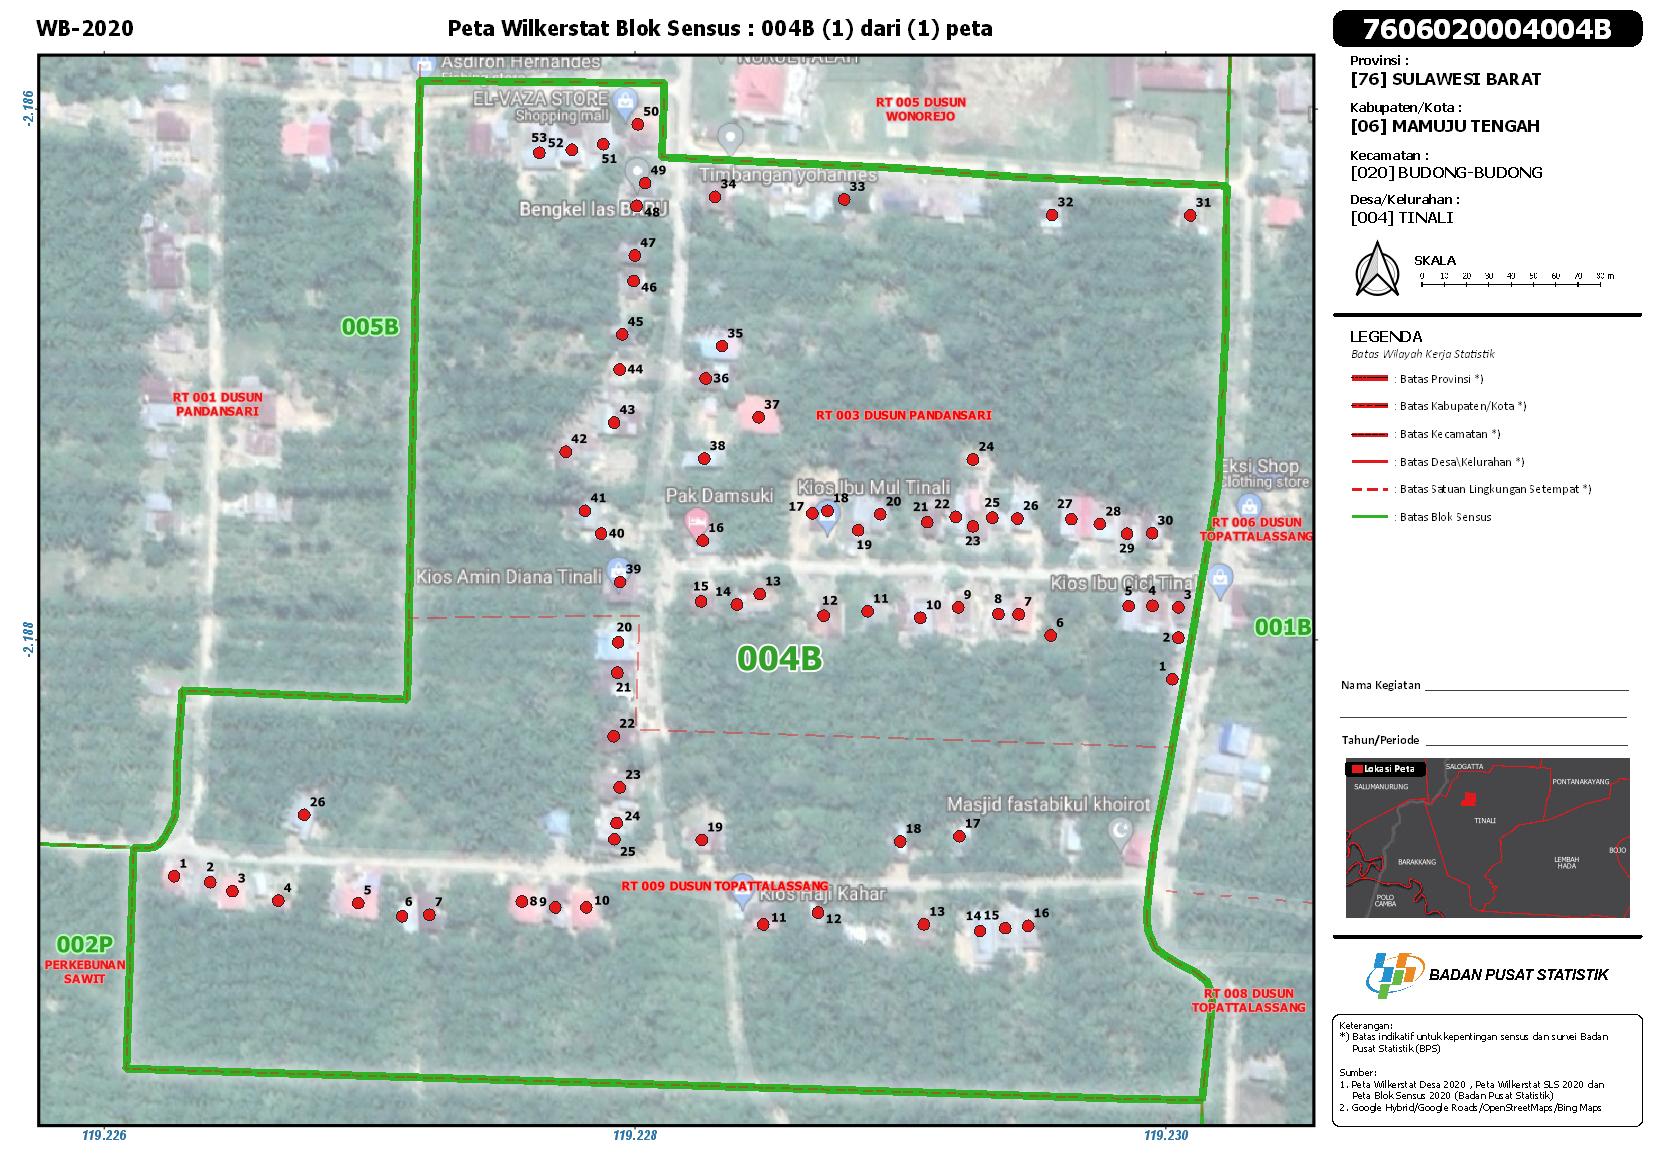 WB-2020
Peta Wilkerstat Blok Sensus : 004B (1) dari (1) peta
7606020004004B
Provinsi :
[76] SULAWESI BARAT
Kabupaten/Kota :
[06] MAMUJU TENGAH
Kecamatan :
[020] BUDONG-BUDONG
Desa/Kelurahan :
[004] TINALI
SKALA
0 10 20 30 40 50 60 70 80 m
LEGENDA
Batas Wilayah Kerja Statistik
: Batas Provinsi *)
: Batas Kabupaten/Kota *)
: Batas Kecamatan *)
: Batas Desa\Kelurahan *)
: Batas Satuan Lingkungan Setempat *)
: Batas Blok Sensus
Nama Kegiatan
Tahun/Periode
Lokasi Peta
SALOGATTA
SALUMANURUNG
PONTANAKAYANG
TINALI
BARAKKANG
LEMBAH
HADA
BOJO
POLO
CAMBA
BADAN PUSAT STATISTIK
Keterangan:
*) Batas indikatif untuk kepentingan sensus dan survei Badan
Pusat Statistik (BPS)
Sumber:
1. Peta Wilkerstat Desa 2020 , Peta Wilkerstat SLS 2020 dan
Peta Blok Sensus 2020 (Badan Pusat Statistik)
2. Google Hybrid/Google Roads/OpenStreetMaps/Bing Maps
-2.186
-2.188
119.226
119.228
119.230
Asdiron Hernandes
Fishing store
EL-VAZA STORE
Shopping mall
RT 005 DUSUN
WONOREJO
50
53 52
51
49
Timbangan yohannes
Bengkel las BARU
48
34
33
32
31
47
46
005B
45
35
44
36
RT 001 DUSUN
PANDANSARI
43
37
RT 003 DUSUN PANDANSARI
42
38
24
Eksi Shop
Clothing store
Pak Damsuki
Kios Ibu Mul Tinali
41
17 18 20 21 22 25 26 27 28 30
40
16
19
23
29
RT 006 DUSUN
TOPATTALASSANG
Kios Amin Diana Tinali
39
Kios Ibu Cici Tinal
15 14 13 12 11 10 9 8 7 5 4 3
6
2
001B
20
004B
1
21
22
23
26
24
Masjid fastabikul khoirot
25
19
18
17
1 2 3 4 5 6 7 8 9 10
RT 009 DUSUN TOPATTALASSANG
Kios Haji Kahar
11 12 13 14 15 16
002P
PERKEBUNAN
SAWIT
RT 008 DUSUN
TOPATTALASSANG